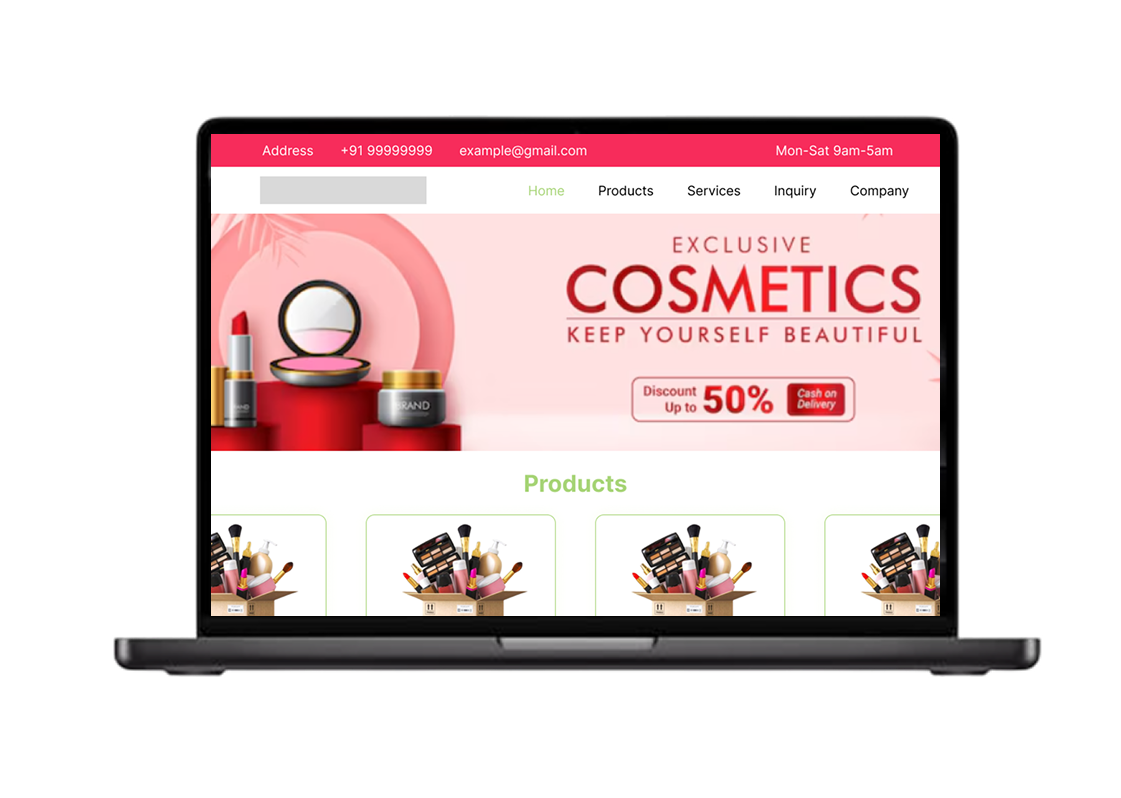 Address +91 99999999 example@gmail.com Mon-Sat 9am-5am
Home Products Services Inquiry Company
EXCLUSIVE
COSMETICS
KEEP YOURSELF BEAUTIFUL
Discount
Up to 50% Cash on
Delivery
BRAND
BRAND
Products